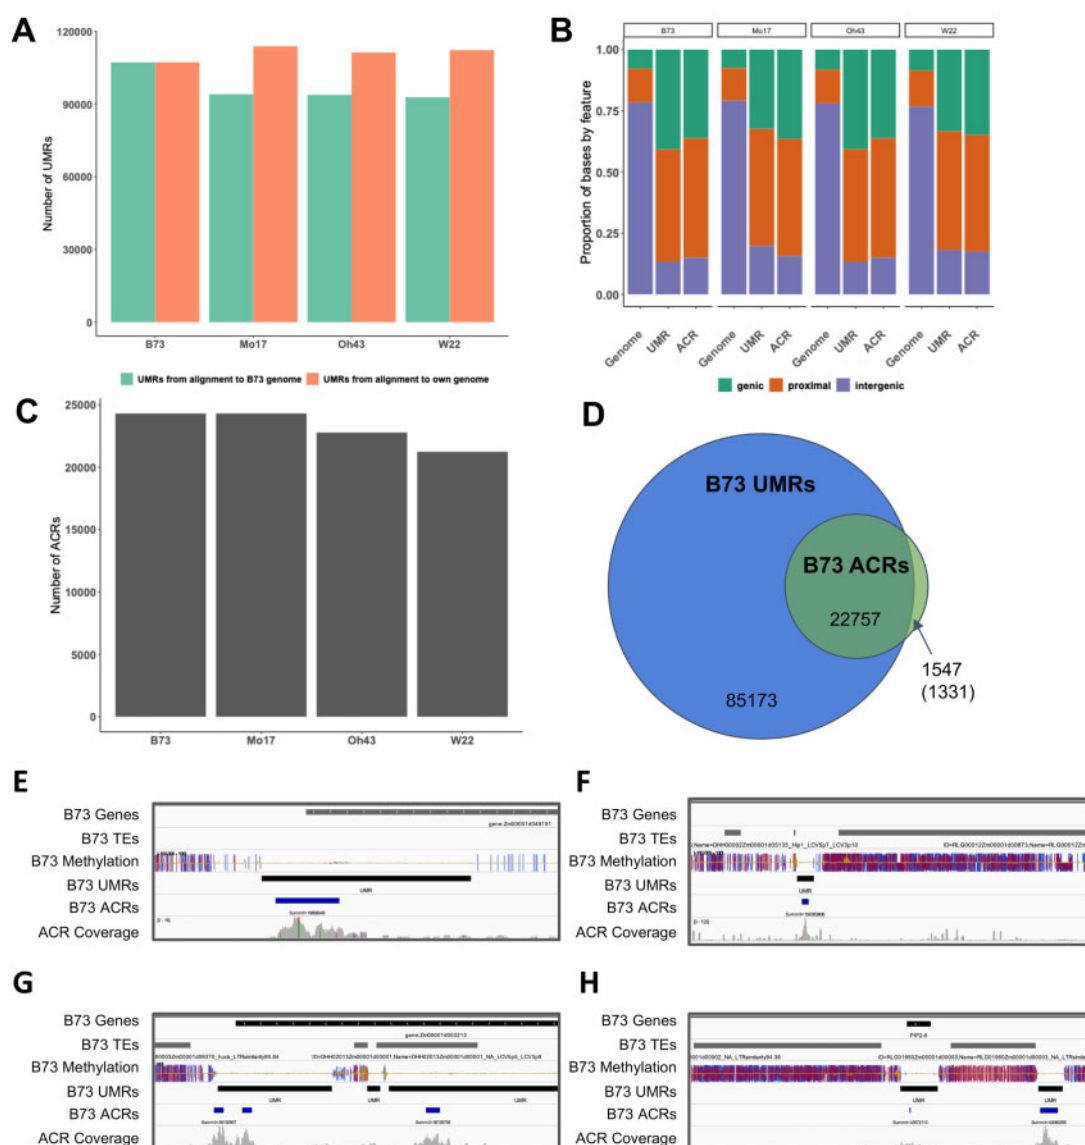 A
120000
90000
60000
30000
0
Number of UMRs
B73 Mo17 Oh43 W22
UMRs from alignment to B73 genome UMRs from alignment to own genome
B
B73 Mo17 Oh43 W22
1.00
0.75
0.50
0.25
0.00
Proportion of bases by feature
Genome UMR ACR Genome UMR ACR Genome UMR ACR Genome UMR ACR
genic proximal intergenic
C
25000
20000
15000
10000
5000
0
Number of ACRs
B73 Mo17 Oh43 W22
D
B73 UMRs
B73 ACRs
22757
1547
(1331)
85173
E
B73 Genes
B73 TEs
B73 Methylation
B73 UMRs
UMR
B73 ACRs
ACR Coverage
F
B73 Genes
B73 TEs
B73 Methylation
B73 UMRs
UMR
B73 ACRs
ACR Coverage
G
B73 Genes
B73 TEs
B73 Methylation
B73 UMRs
UMR UMR UMR
B73 ACRs
ACR Coverage
H
B73 Genes
B73 TEs
B73 Methylation
B73 UMRs
UMR UMR
B73 ACRs
ACR Coverage